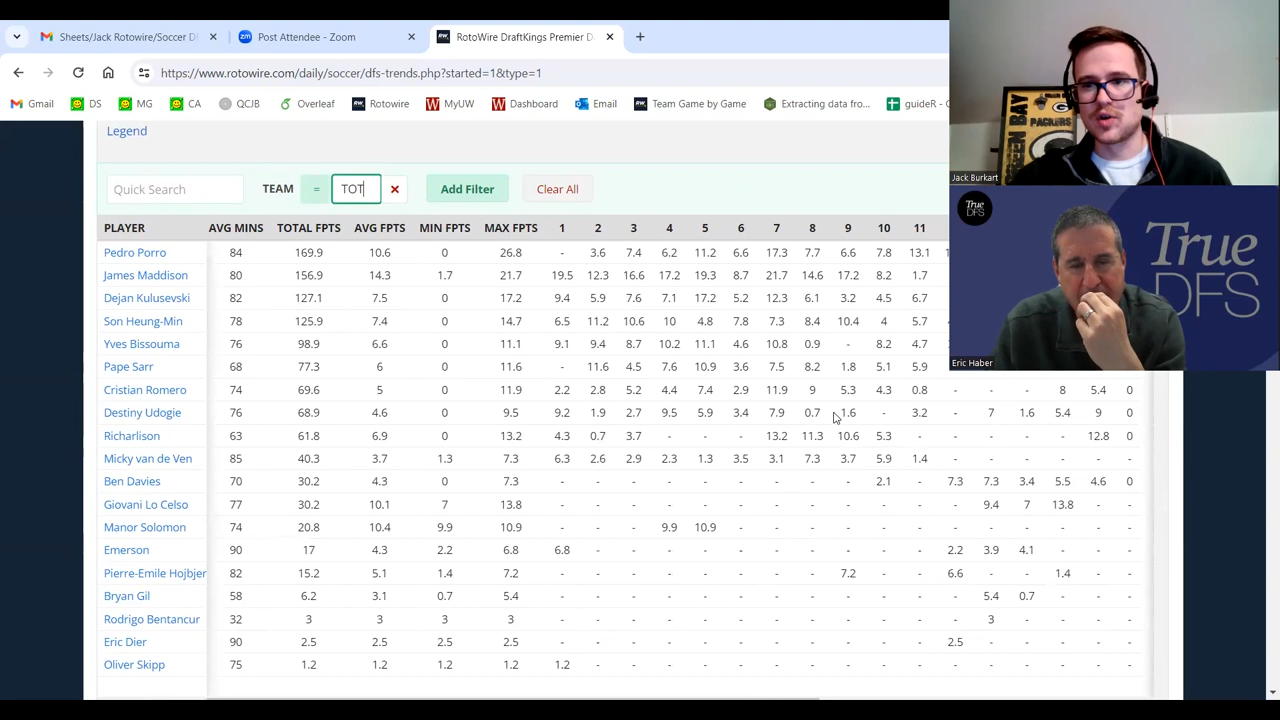 Sheets/Jack Rotowire/Soccer DF
Post Attendee - Zoom
RotoWire DraftKings Premier D
https://www.rotowire.com/daily/soccer/dfs-trends.php?started=1&type=1
Gmail DS MG CA QCJB Overleaf Rotowire MyUW Dashboard Email Team Game by Game Extracting data fro... guideR - G
GREEN BAY
PACKERS
Jack Burkart
True
DFS
True
DFS
Eric Haber
Legend
Quick Search TEAM = TOT Add Filter Clear All
PLAYER AVG MINS TOTAL FPTS AVG FPTS MIN FPTS MAX FPTS 1 2 3 4 5 6 7 8 9 10 11
Pedro Porro 84 169.9 10.6 0 26.8 - 3.6 7.4 6.2 11.2 6.6 17.3 7.7 6.6 7.8 13.1
James Maddison 80 156.9 14.3 1.7 21.7 19.5 12.3 16.6 17.2 19.3 8.7 21.7 14.6 17.2 8.7 1.7
Dejan Kulusevski 82 127.1 7.5 0 17.2 9.4 5.9 7.6 7.1 17.2 5.2 12.3 6.1 3.2 4.5 6.7
Son Heung-Min 78 125.9 7.4 0 14.7 6.5 11.2 10.6 10 4.8 7.8 7.3 8.4 10.4 4 5.7
Yves Bissouma 76 98.9 6.6 0 11.1 9.1 9.4 8.7 10.2 11.1 4.6 10.8 0.9 - 8.2 4.7
Pape Sarr 68 77.3 6 0 11.6 - 11.6 4.5 7.6 10.9 3.6 7.5 8.2 1.8 5.1 5.9
Cristian Romero 74 69.6 5 0 11.9 2.2 2.8 5.2 4.4 7.4 2.9 11.9 9 5.3 4.3 0.8 - - - 8 5.4 0
Destiny Udogie 76 68.9 4.6 0 9.5 9.2 1.9 2.7 9.5 5.9 3.4 7.9 0.7 1.6 - 3.2 - 7 1.6 5.4 9 0
Richarlison 63 61.8 6.9 0 13.2 4.3 0.7 3.7 - - - 13.2 11.3 10.6 5.3 - - - - - 12.8 0
Micky van de Ven 85 40.3 3.7 1.3 7.3 6.3 2.6 2.9 2.3 1.3 3.5 3.1 7.3 3.7 5.9 1.4 - - - - - -
Ben Davies 70 30.2 4.3 0 7.3 - - - - - - - - - 2.1 - 7.3 7.3 3.4 5.5 4.6 0
Giovani Lo Celso 77 30.2 10.1 7 13.8 - - - - - - - - - - - - 9.4 7 13.8 - -
Manor Solomon 74 20.8 10.4 9.9 10.9 - - - 9.9 10.9 - - - - - - - - - - - -
Emerson 90 17 4.3 2.2 6.8 6.8 - - - - - - - - - - 2.2 3.9 4.1 - - -
Pierre-Emile Hojbjer 82 15.2 5.1 1.4 7.2 - - - - - - - - 7.2 - - 6.6 - - 1.4 - -
Bryan Gil 58 6.2 3.1 0.7 5.4 - - - - - - - - - - - - 5.4 0.7 - - -
Rodrigo Bentancur 32 3 3 3 3 - - - - - - - - - - - - 3 - - - -
Eric Dier 90 2.5 2.5 2.5 2.5 - - - - - - - - - - - 2.5 - - - - -
Oliver Skipp 75 1.2 1.2 1.2 1.2 1.2 - - - - - - - - - - - - - - - -